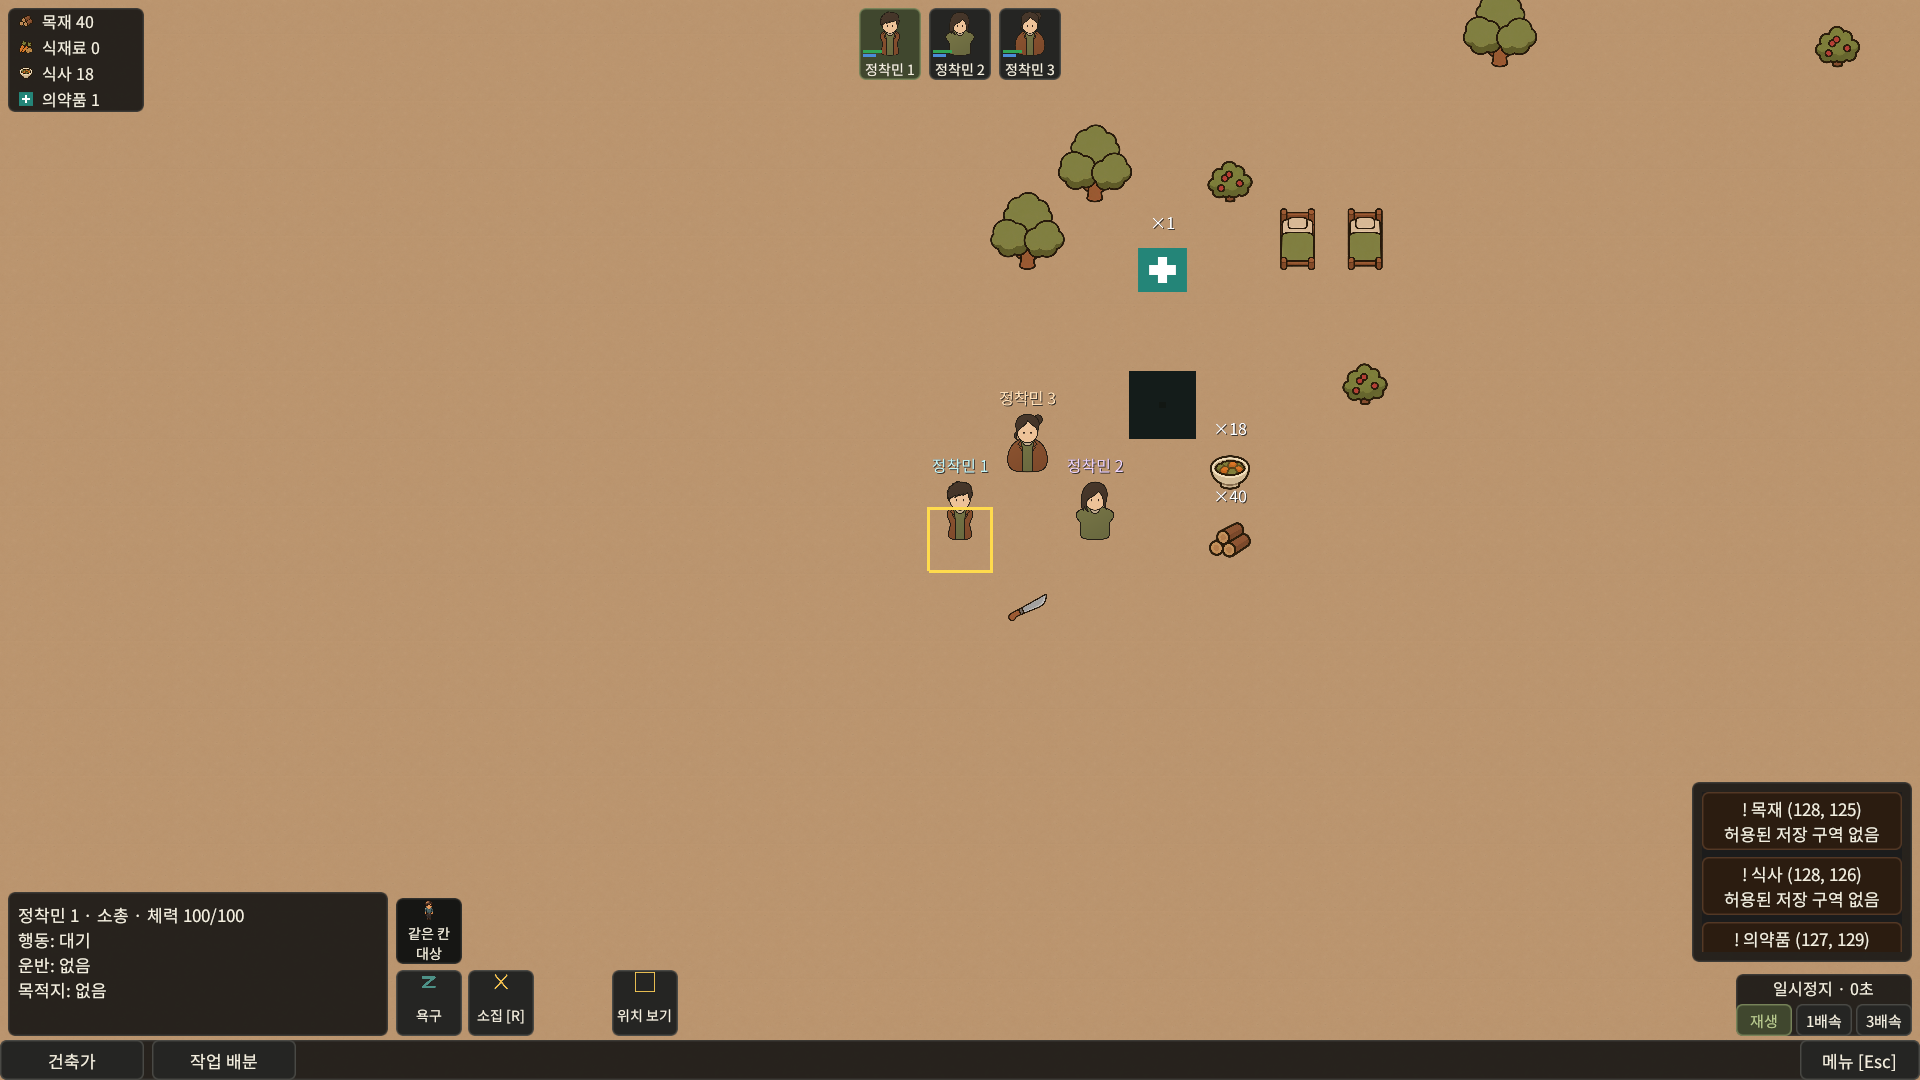 목재 40
식재료 0
식사 18
의약품 1
정착민 1
정착민 2
정착민 3
×1
정착민 3
×18
정착민 1
정착민 2
×40
! 목재 (128, 125)
허용된 저장 구역 없음
! 식사 (128, 126)
허용된 저장 구역 없음
! 의약품 (127, 129)
정착민 1 · 소총 · 체력 100/100
행동: 대기
운반: 없음
목적지: 없음
같은 칸
대상
욕구
소집 [R]
위치 보기
일시정지 · 0초
재생
1배속
3배속
건축가
작업 배분
메뉴 [Esc]